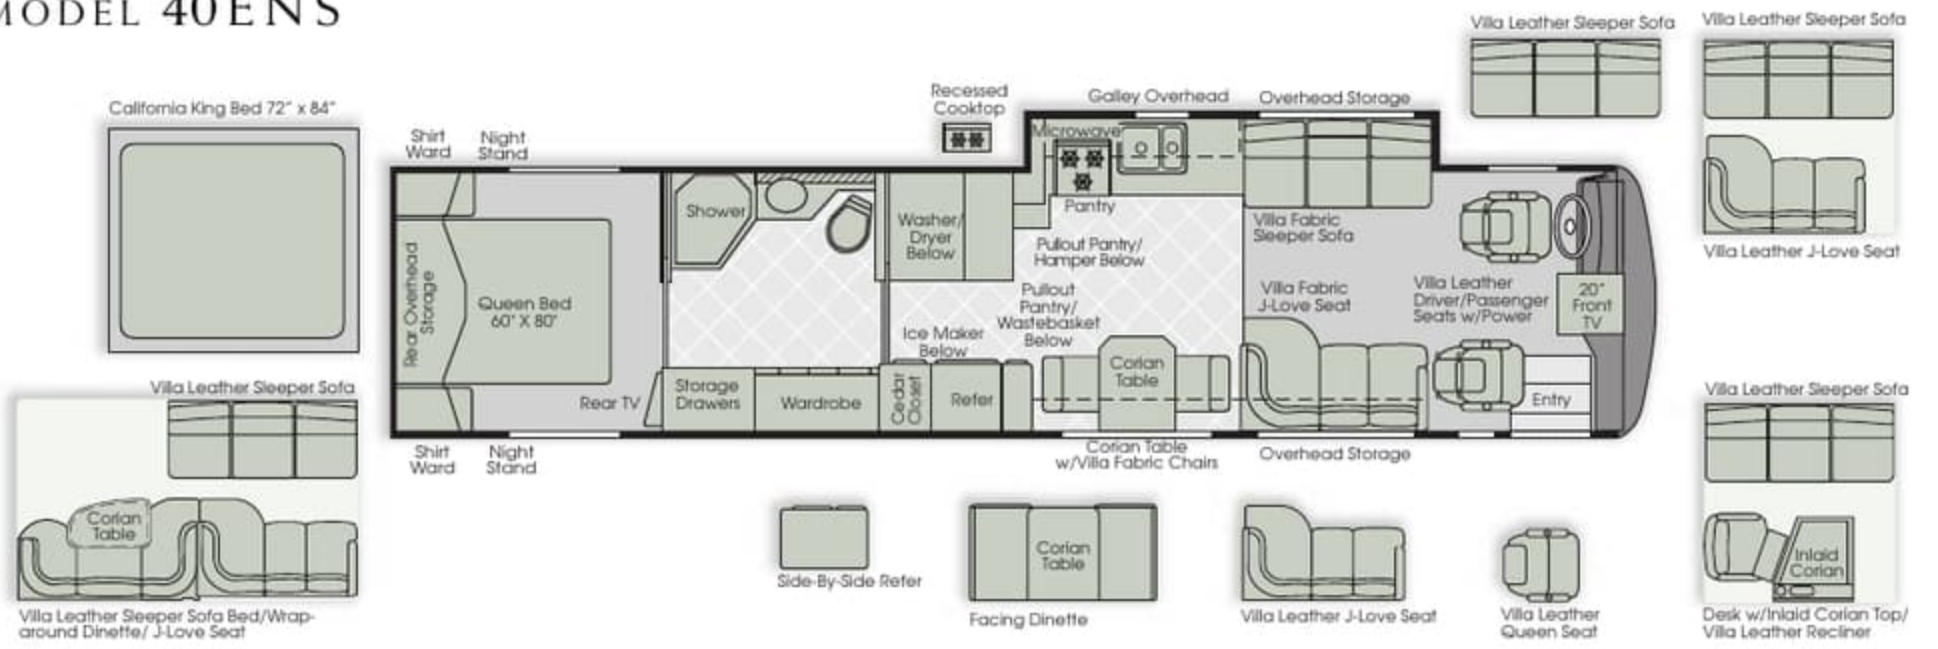 MODEL 40ENS
Villa Leather Sleeper Sofa
Villa Leather Sleeper Sofa
Villa Leather J-Love Seat
California King Bed 72" x 84"
Recessed
Cooktop
Galley Overhead
Overhead Storage
Shirt
Ward
Night
Stand
Microwave
Shower
Washer/
Dryer
Below
Pantry
Pullout Pantry/
Hamper Below
Villa Fabric
Sleeper Sofa
Rear Overhead
Storage
Queen Bed
60" X 80"
Pullout
Pantry/
Wastebasket
Below
Villa Fabric
J-Love Seat
Villa Leather
Driver/Passenger
Seats w/Power
20"
Front
TV
Ice Maker
Below
Rear TV
Storage
Drawers
Wardrobe
Cedar
Closet
Refer
Corian
Table
Entry
Shirt
Ward
Night
Stand
Corian Table
w/Villa Fabric Chairs
Overhead Storage
Villa Leather Sleeper Sofa
Corian
Table
Villa Leather Sleeper Sofa Bed/Wrap-
around Dinette/ J-Love Seat
Side-By-Side Refer
Corian
Table
Facing Dinette
Villa Leather J-Love Seat
Villa Leather
Queen Seat
Villa Leather Sleeper Sofa
Inlaid
Corian
Desk w/Inlaid Corian Top/
Villa Leather Recliner